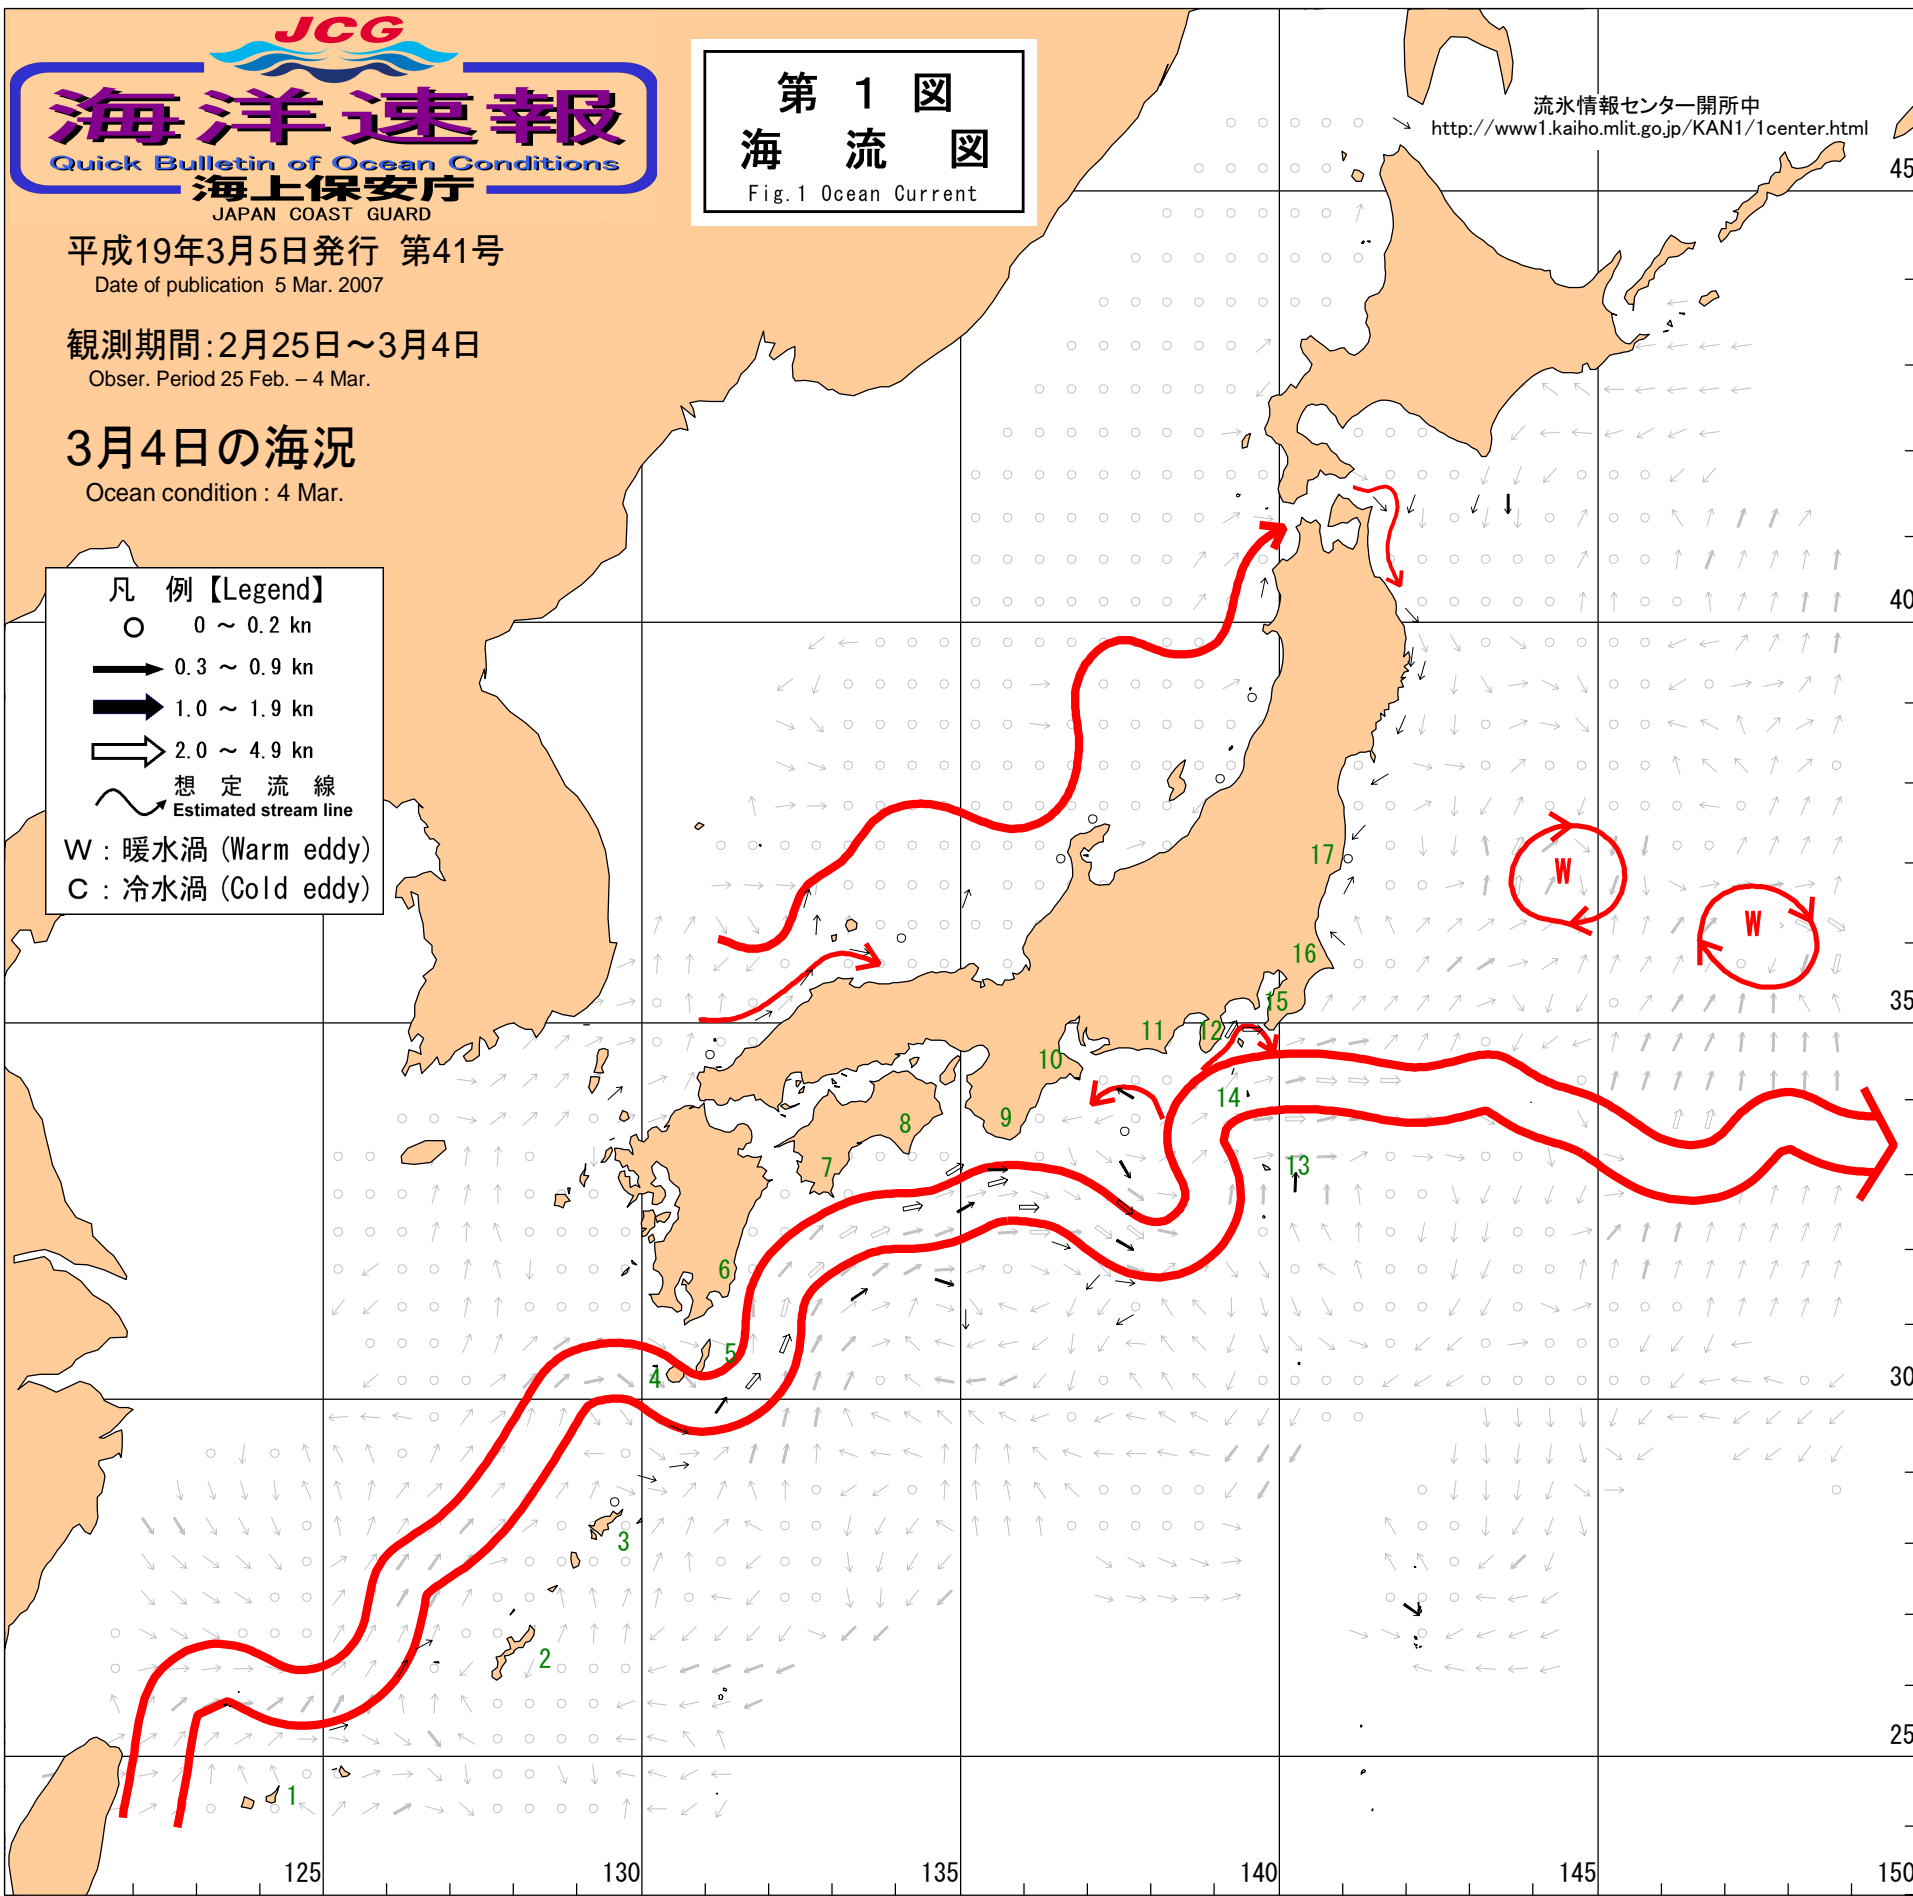 JCG
海洋速報
Quick Bulletin of Ocean Conditions
海上保安庁
JAPAN COAST GUARD
平成19年3月5日発行 第41号
Date of publication 5 Mar. 2007
観測期間:2月25日～3月4日
Obser. Period 25 Feb. – 4 Mar.
3月4日の海況
Ocean condition : 4 Mar.
第 1 図
海 流 図
Fig.1 Ocean Current
流氷情報センター開所中
http://www1.kaiho.mlit.go.jp/KAN1/1center.html
凡 例【Legend】
0 ～ 0.2 kn
0.3 ～ 0.9 kn
1.0 ～ 1.9 kn
2.0 ～ 4.9 kn
想 定 流 線
Estimated stream line
W : 暖水渦 (Warm eddy)
C : 冷水渦 (Cold eddy)
45
40
17
W
W
16
35
15
12
11
10
14
9
8
7
13
6
5
4
30
3
2
25
1
125
130
135
140
145
150